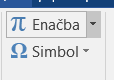 π Enačba
Ω Simbol